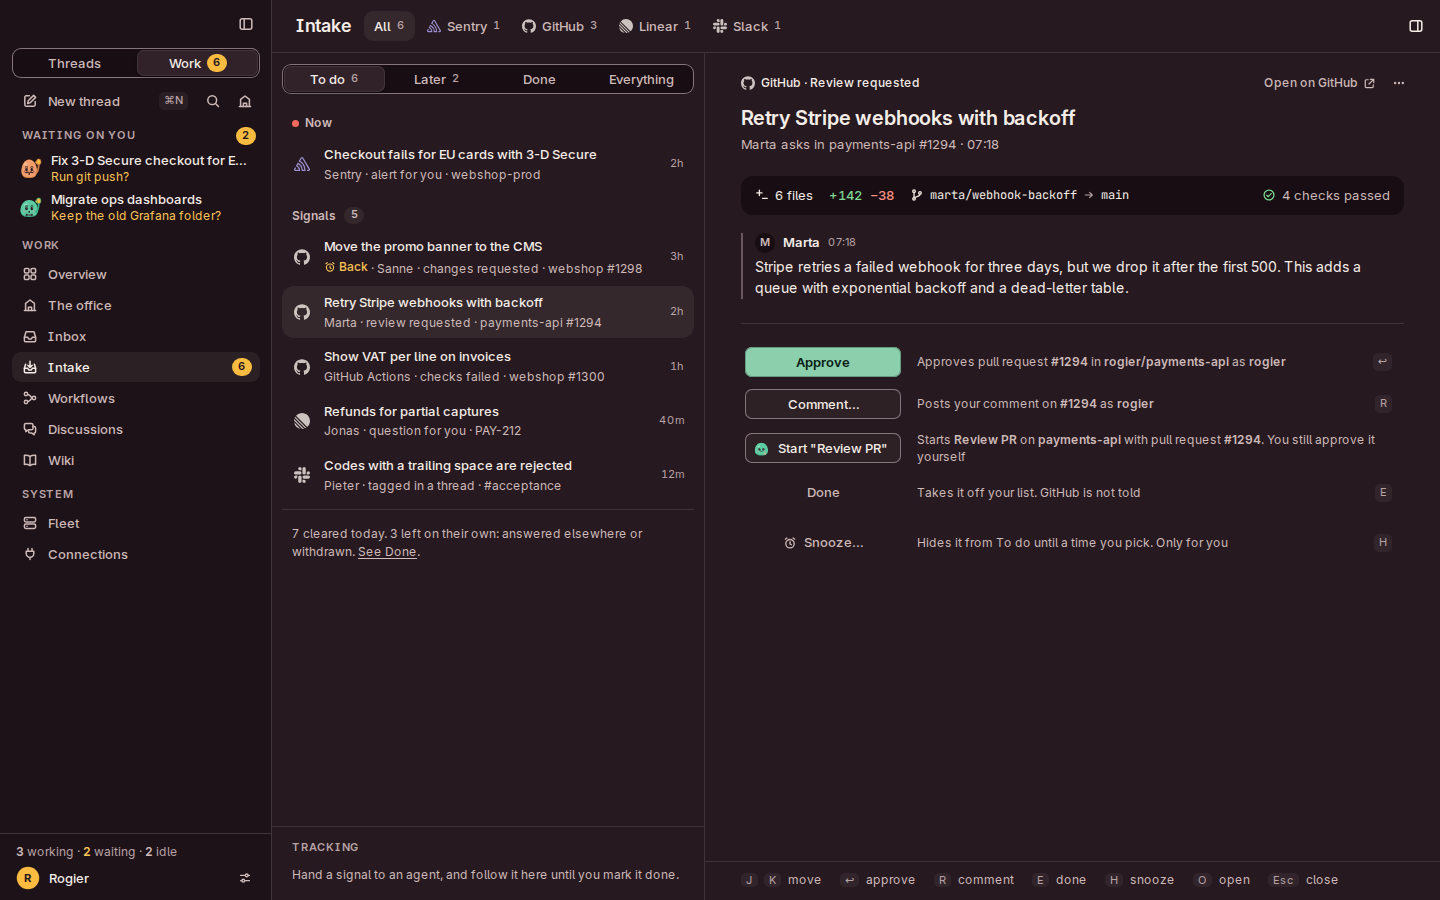 Threads
Work 6
New thread ⌘N
WAITING ON YOU 2
Fix 3-D Secure checkout for E...
Run git push?
Migrate ops dashboards
Keep the old Grafana folder?
WORK
Overview
The office
Inbox
Intake 6
Workflows
Discussions
Wiki
SYSTEM
Fleet
Connections
3 working · 2 waiting · 2 idle
R Rogier
Intake
All 6
Sentry 1
GitHub 3
Linear 1
Slack 1
To do 6
Later 2
Done
Everything
Now
Checkout fails for EU cards with 3-D Secure
Sentry · alert for you · webshop-prod
2h
Signals 5
Move the promo banner to the CMS
Back · Sanne · changes requested · webshop #1298
3h
Retry Stripe webhooks with backoff
Marta · review requested · payments-api #1294
2h
Show VAT per line on invoices
GitHub Actions · checks failed · webshop #1300
1h
Refunds for partial captures
Jonas · question for you · PAY-212
40m
Codes with a trailing space are rejected
Pieter · tagged in a thread · #acceptance
12m
7 cleared today. 3 left on their own: answered elsewhere or
withdrawn. See Done.
TRACKING
Hand a signal to an agent, and follow it here until you mark it done.
GitHub · Review requested
Open on GitHub
Retry Stripe webhooks with backoff
Marta asks in payments-api #1294 · 07:18
6 files +142 −38 marta/webhook-backoff → main
4 checks passed
M Marta 07:18
Stripe retries a failed webhook for three days, but we drop it after the first 500. This adds a
queue with exponential backoff and a dead-letter table.
Approve
Approves pull request #1294 in rogier/payments-api as rogier
↩
Comment...
Posts your comment on #1294 as rogier
R
Start "Review PR"
Starts Review PR on payments-api with pull request #1294. You still approve it
yourself
Done
Takes it off your list. GitHub is not told
E
Snooze...
Hides it from To do until a time you pick. Only for you
H
J K move ↩ approve R comment E done H snooze O open Esc close